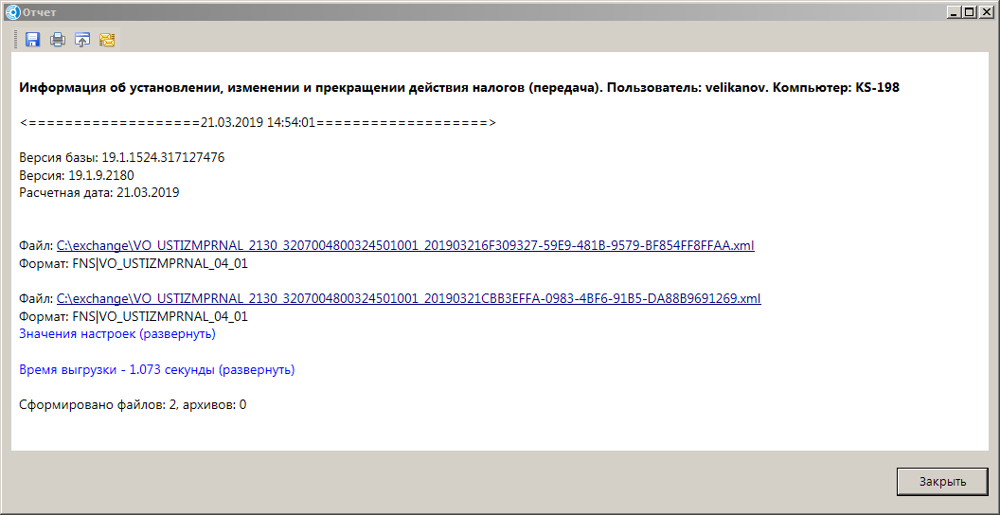 Отчет
Информация об установлении, изменении и прекращении действия налогов (передача). Пользователь: velikanov. Компьютер: KS-198
<===================21.03.2019 14:54:01===================>
Версия базы: 19.1.1524.317127476
Версия: 19.1.9.2180
Расчетная дата: 21.03.2019
Файл: C:\exchange\VO_USTIZMPRNAL_2130_3207004800324501001_201903216F309327-59E9-481B-9579-BF854FF8FFAA.xml
Формат: FNS|VO_USTIZMPRNAL_04_01
Файл: C:\exchange\VO_USTIZMPRNAL_2130_3207004800324501001_20190321CBB3EFFA-0983-4BF6-91B5-DA88B9691269.xml
Формат: FNS|VO_USTIZMPRNAL_04_01
Значения настроек (развернуть)
Время выгрузки - 1.073 секунды (развернуть)
Сформировано файлов: 2, архивов: 0
Закрыть